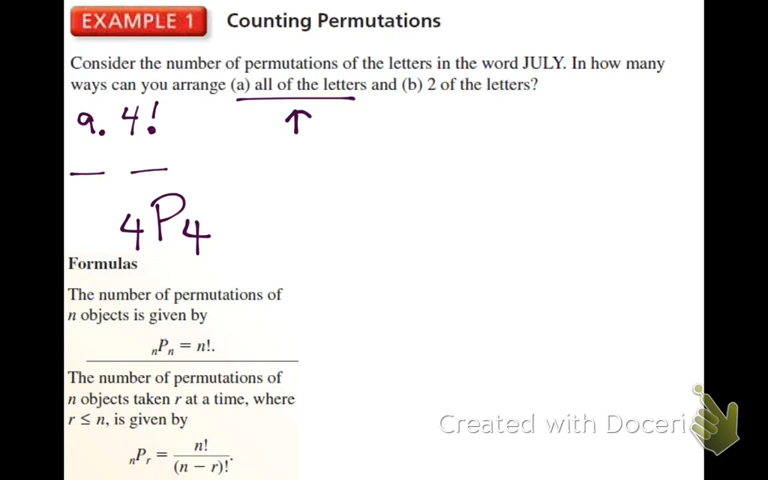 EXAMPLE 1 Counting Permutations
Consider the number of permutations of the letters in the word JULY. In how many
ways can you arrange (a) all of the letters and (b) 2 of the letters?
a. 4!
₄P₄
Formulas
The number of permutations of
n objects is given by
ₙPₙ = n!.
The number of permutations of
n objects taken r at a time, where
r ≤ n, is given by
ₙPᵣ = n!/(n − r)!.
Created with Doceri